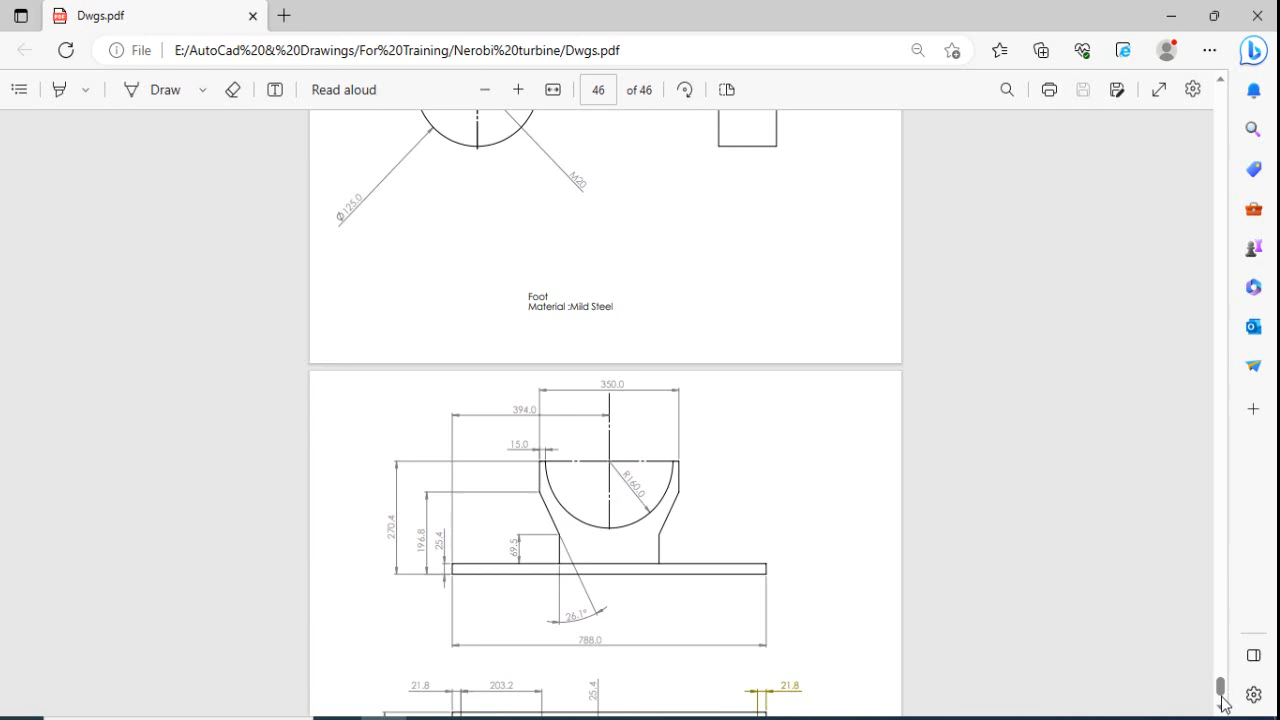 Dwgs.pdf
File
E:/AutoCad%20&%20Drawings/For%20Training/Nerobi%20turbine/Dwgs.pdf
Draw
Read aloud
46
of 46
Φ125.0
M20
Foot
Material :Mild Steel
350.0
394.0
15.0
R160.0
270.4
196.8
25.4
69.5
26.1°
788.0
21.8
203.2
25.4
21.8